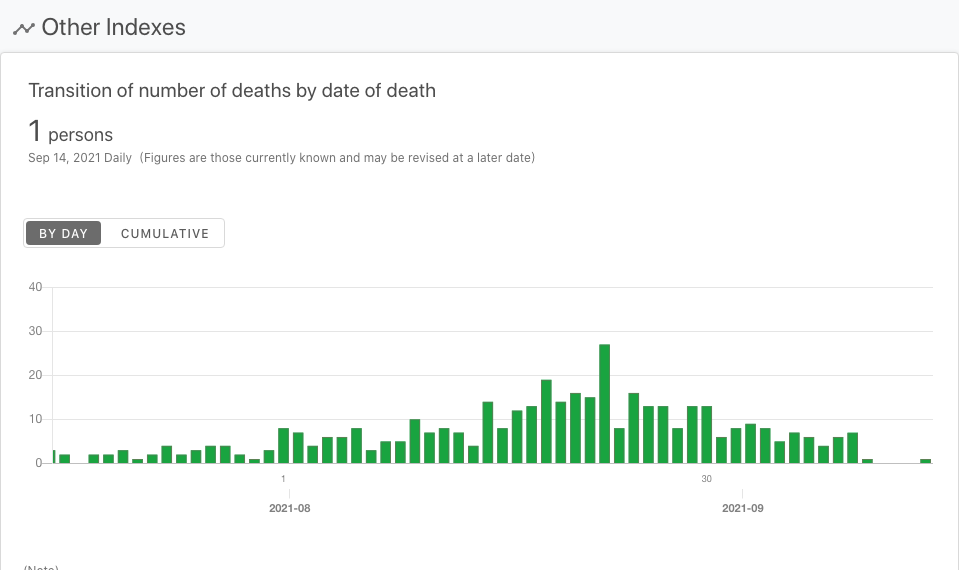 Other Indexes
Transition of number of deaths by date of death
1 persons
Sep 14, 2021 Daily (Figures are those currently known and may be revised at a later date)
BY DAY CUMULATIVE
40
30
20
10
0
1 30
2021-08 2021-09
(Note)